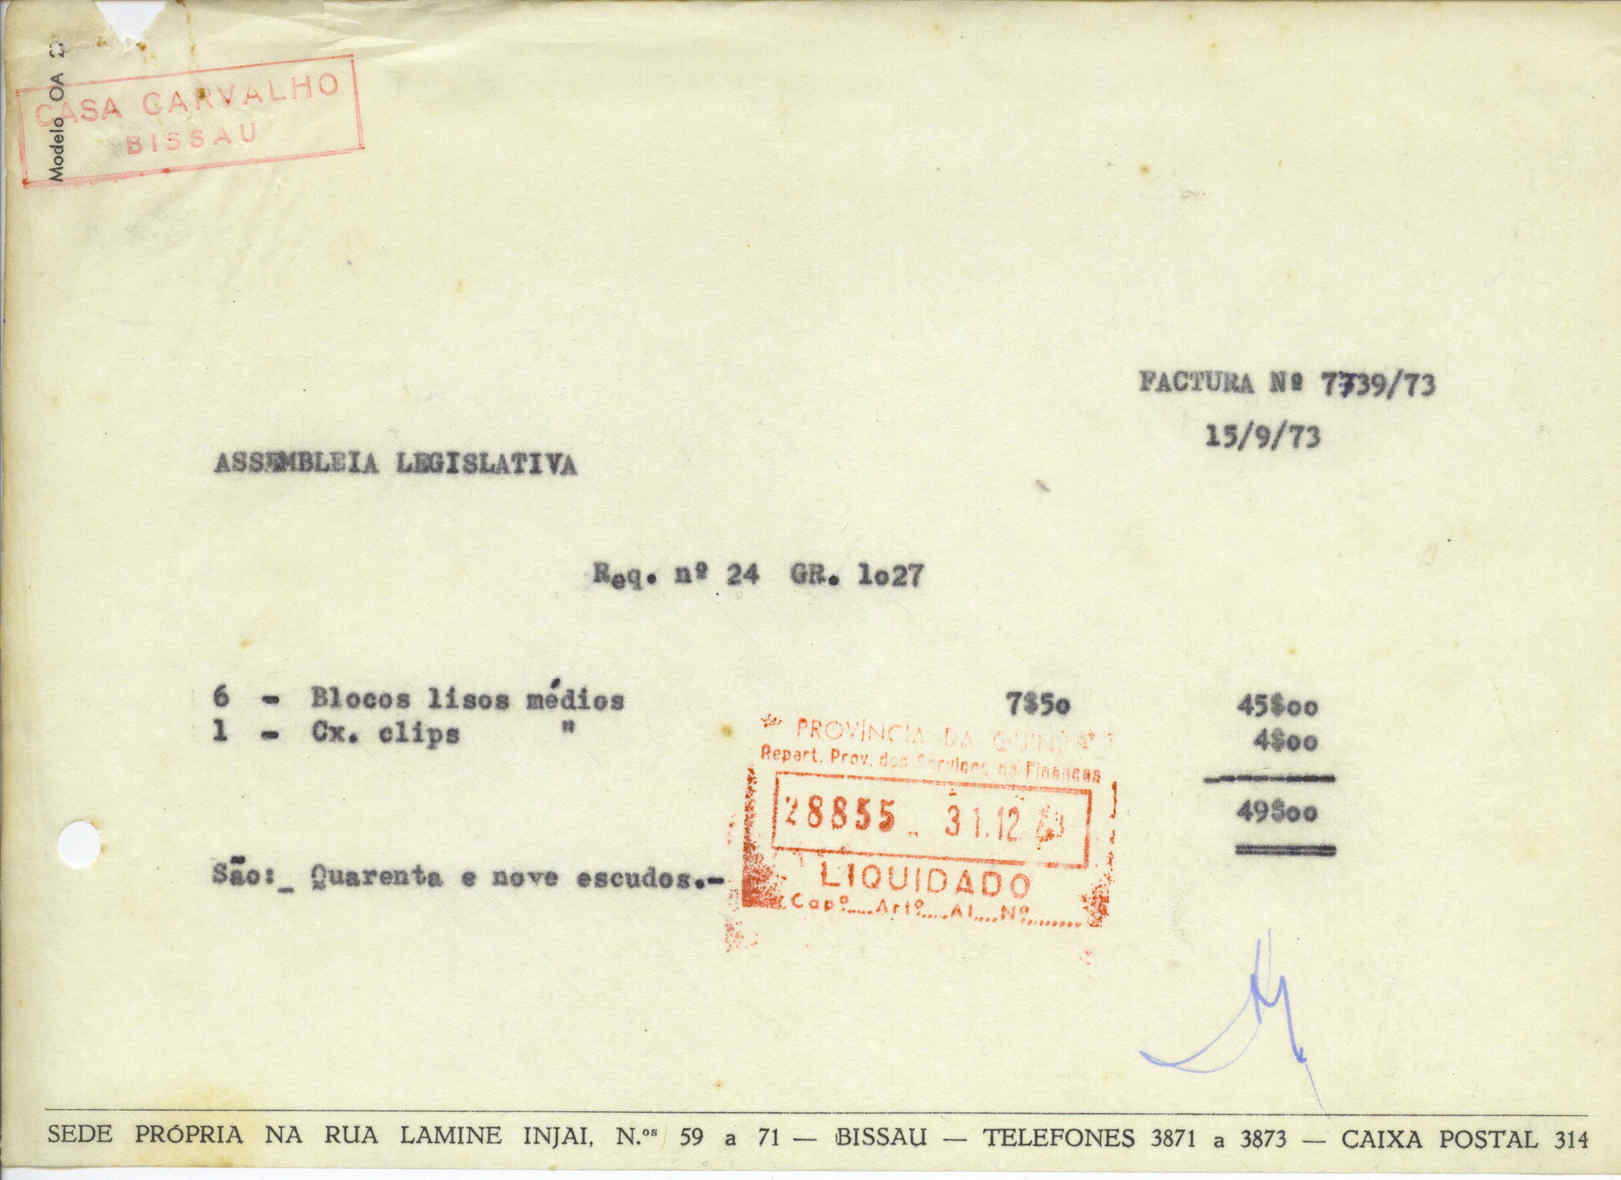 Modelo OA
CASA CARVALHO
BISSAU
FACTURA Nº 7739/73
15/9/73
ASSEMBLEIA LEGISLATIVA
Req. nº 24 GR. 1o27
6 - Blocos lisos médios 7$5o 45$oo
1 - Cx. clips " 4$oo
49$oo
São:_ Quarenta e nove escudos.-
PROVÍNCIA DA GUINÉ
Repart. Prov. dos Serviços de Finanças
28855 31.12
LIQUIDADO
Capº....Artº....Al....Nº........
SEDE PRÓPRIA NA RUA LAMINE INJAI, N.os 59 a 71 — BISSAU — TELEFONES 3871 a 3873 — CAIXA POSTAL 314